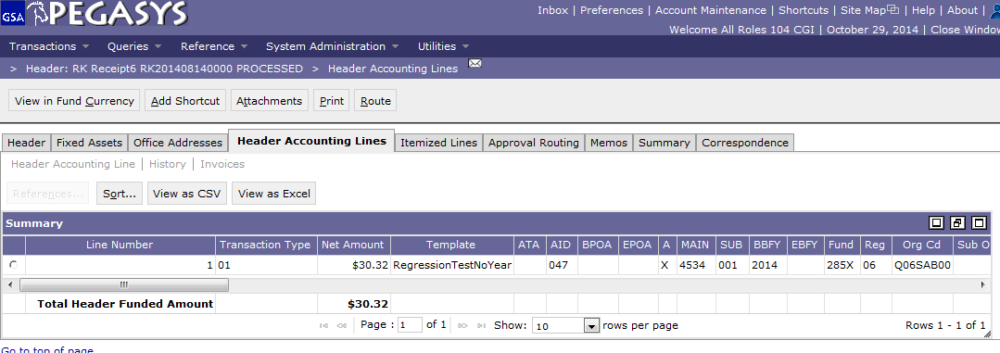 GSA PEGASYS
Inbox | Preferences | Account Maintenance | Shortcuts | Site Map | Help | About |
Welcome All Roles 104 CGI | October 29, 2014 | Close Window
Transactions Queries Reference System Administration Utilities
> Header: RK Receipt6 RK201408140000 PROCESSED > Header Accounting Lines
View in Fund Currency Add Shortcut Attachments Print Route
Header Fixed Assets Office Addresses Header Accounting Lines Itemized Lines Approval Routing Memos Summary Correspondence
Header Accounting Line | History | Invoices
References... Sort... View as CSV View as Excel
Summary
Line Number Transaction Type Net Amount Template ATA AID BPOA EPOA A MAIN SUB BBFY EBFY Fund Reg Org Cd Sub O
1 01 $30.32 RegressionTestNoYear 047 X 4534 001 2014 285X 06 Q06SAB00
Total Header Funded Amount $30.32
Page : 1 of 1 Show: 10 rows per page Rows 1 - 1 of 1
Go to top of page